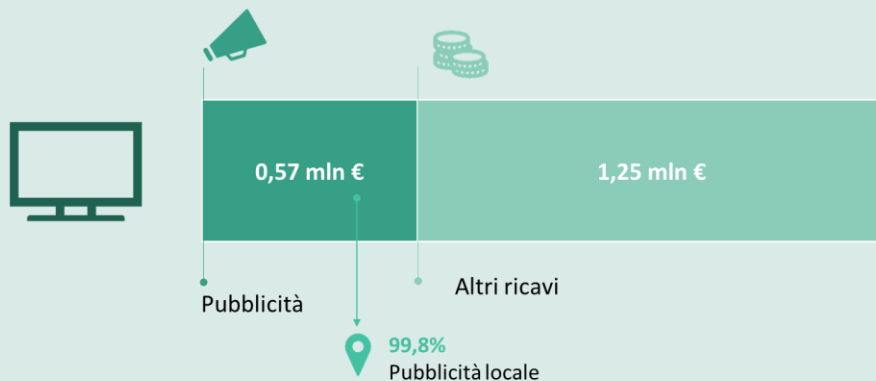 0,57 mln €
1,25 mln €
Pubblicità
Altri ricavi
99,8%
Pubblicità locale